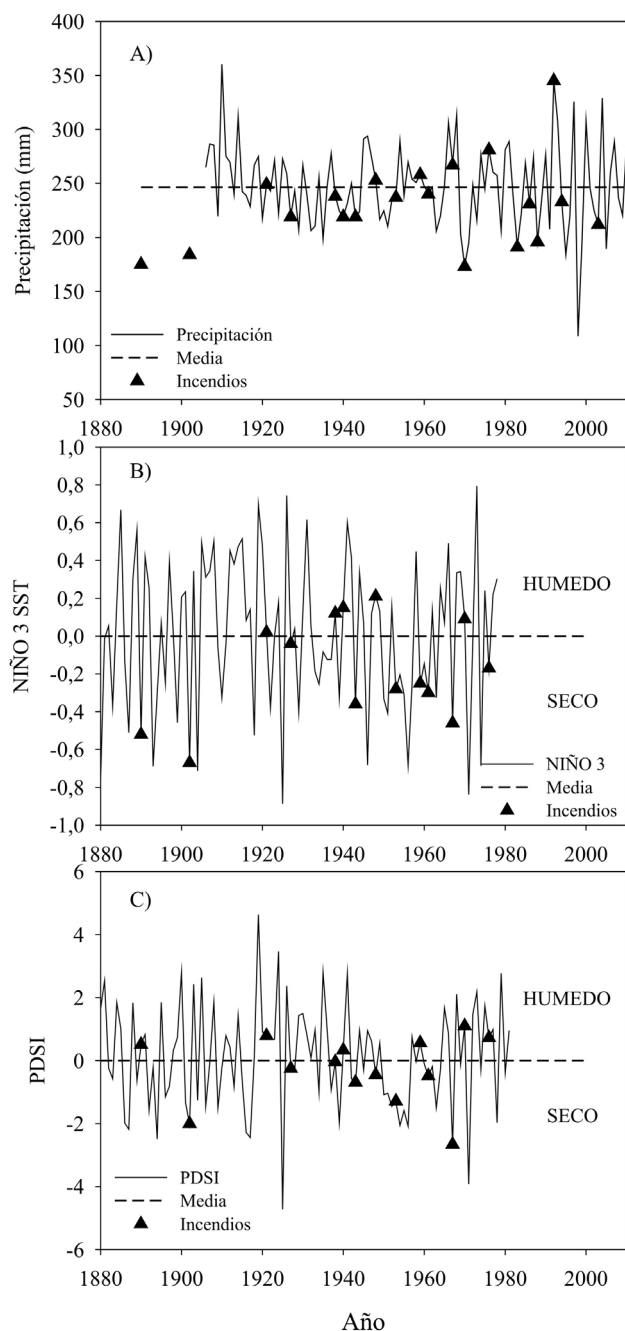 A)
400
350
300
250
200
150
100
50
Precipitación (mm)
Precipitación
Media
Incendios
1880 1900 1920 1940 1960 1980 2000
B)
1,0
0,8
0,6
0,4
0,2
0,0
-0,2
-0,4
-0,6
-0,8
-1,0
NIÑO 3 SST
HUMEDO
SECO
NIÑO 3
Media
Incendios
1880 1900 1920 1940 1960 1980 2000
C)
6
4
2
0
-2
-4
-6
PDSI
HUMEDO
SECO
PDSI
Media
Incendios
1880 1900 1920 1940 1960 1980 2000
Año